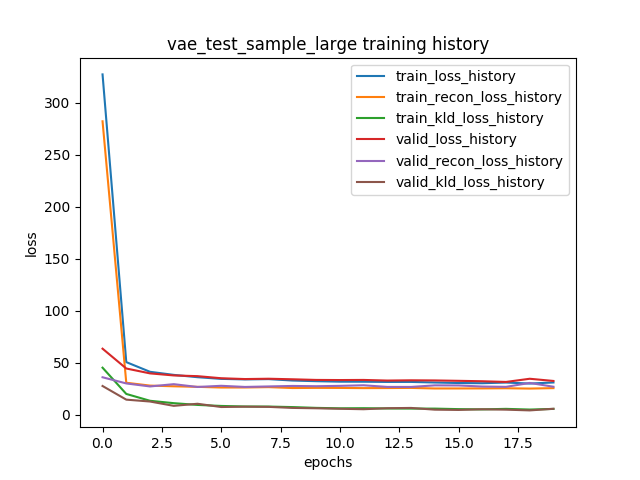 vae_test_sample_large training history
train_loss_history
train_recon_loss_history
train_kld_loss_history
valid_loss_history
valid_recon_loss_history
valid_kld_loss_history
loss
300
250
200
150
100
50
0
0.0 2.5 5.0 7.5 10.0 12.5 15.0 17.5
epochs